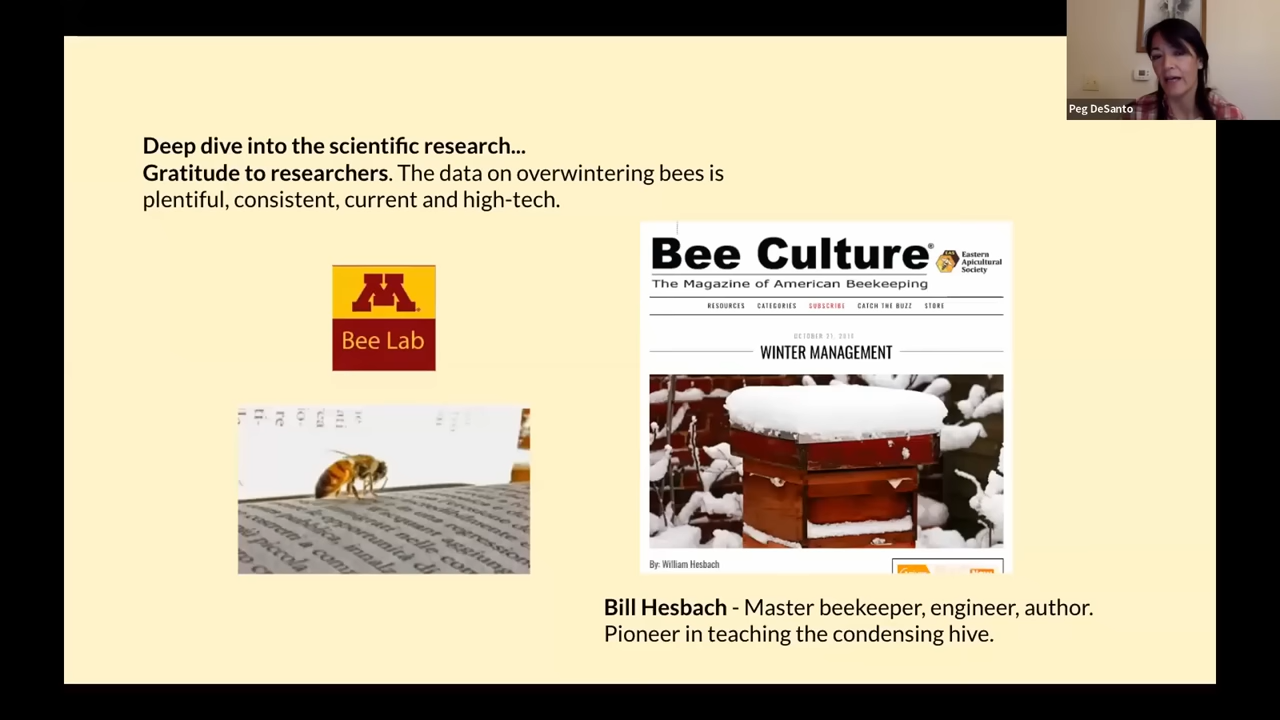 Peg DeSanto
Deep dive into the scientific research...
Gratitude to researchers. The data on overwintering bees is
plentiful, consistent, current and high-tech.
M
Bee Lab
Bee Culture®
The Magazine of American Beekeeping
Eastern
Apicultural
Society
RESOURCES CATEGORIES SUBSCRIBE CATCH THE BUZZ STORE
WINTER MANAGEMENT
By: William Hesbach
piccola
opportunità
Bill Hesbach - Master beekeeper, engineer, author.
Pioneer in teaching the condensing hive.